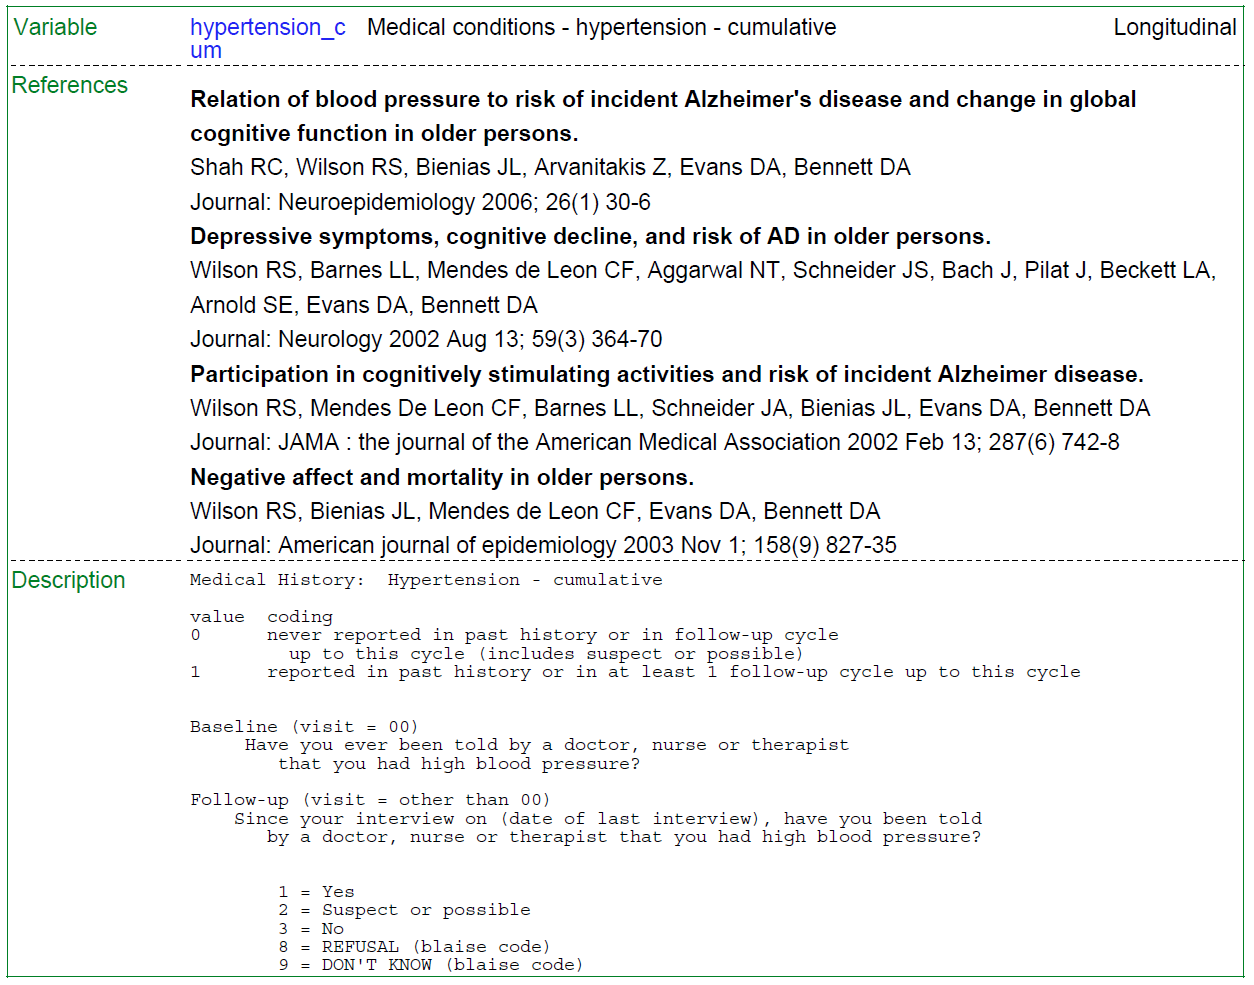 Variable hypertension_c Medical conditions - hypertension - cumulative Longitudinal
um
References
Relation of blood pressure to risk of incident Alzheimer's disease and change in global
cognitive function in older persons.
Shah RC, Wilson RS, Bienias JL, Arvanitakis Z, Evans DA, Bennett DA
Journal: Neuroepidemiology 2006; 26(1) 30-6
Depressive symptoms, cognitive decline, and risk of AD in older persons.
Wilson RS, Barnes LL, Mendes de Leon CF, Aggarwal NT, Schneider JS, Bach J, Pilat J, Beckett LA,
Arnold SE, Evans DA, Bennett DA
Journal: Neurology 2002 Aug 13; 59(3) 364-70
Participation in cognitively stimulating activities and risk of incident Alzheimer disease.
Wilson RS, Mendes De Leon CF, Barnes LL, Schneider JA, Bienias JL, Evans DA, Bennett DA
Journal: JAMA : the journal of the American Medical Association 2002 Feb 13; 287(6) 742-8
Negative affect and mortality in older persons.
Wilson RS, Bienias JL, Mendes de Leon CF, Evans DA, Bennett DA
Journal: American journal of epidemiology 2003 Nov 1; 158(9) 827-35
Description Medical History: Hypertension - cumulative
value coding
0 never reported in past history or in follow-up cycle
up to this cycle (includes suspect or possible)
1 reported in past history or in at least 1 follow-up cycle up to this cycle
Baseline (visit = 00)
Have you ever been told by a doctor, nurse or therapist
that you had high blood pressure?
Follow-up (visit = other than 00)
Since your interview on (date of last interview), have you been told
by a doctor, nurse or therapist that you had high blood pressure?
1 = Yes
2 = Suspect or possible
3 = No
8 = REFUSAL (blaise code)
9 = DON'T KNOW (blaise code)